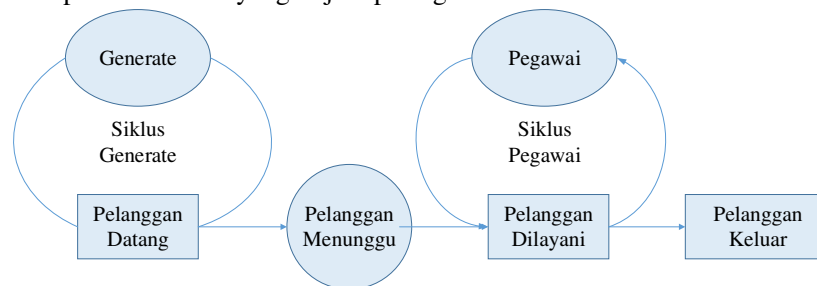 Generate
Pegawai
Siklus
Generate
Siklus
Pegawai
Pelanggan
Datang
Pelanggan
Menunggu
Pelanggan
Dilayani
Pelanggan
Keluar